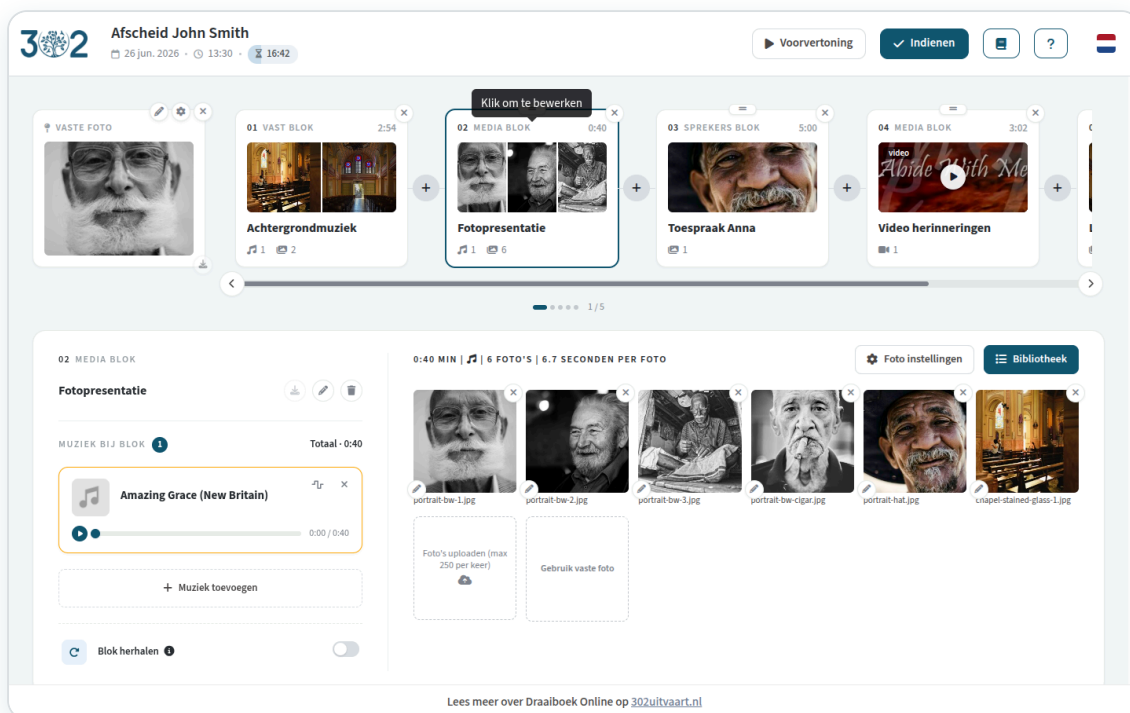 302
Afscheid John Smith
26 jun. 2026 · 13:30 · 16:42
Voorvertoning
Indienen
?
Klik om te bewerken
VASTE FOTO
01 VAST BLOK 2:54
Achtergrondmuziek
1 2
02 MEDIA BLOK 0:40
Fotopresentatie
1 6
03 SPREKERS BLOK 5:00
Toespraak Anna
1
04 MEDIA BLOK 3:02
video
Abide With Me
Video herinneringen
1
1 / 5
02 MEDIA BLOK
Fotopresentatie
MUZIEK BIJ BLOK 1 Totaal · 0:40
Amazing Grace (New Britain)
0:00 / 0:40
+ Muziek toevoegen
Blok herhalen
0:40 MIN | | 6 FOTO'S | 6.7 SECONDEN PER FOTO
Foto instellingen
Bibliotheek
portrait-bw-1.jpg
portrait-bw-2.jpg
portrait-bw-3.jpg
portrait-bw-cigar.jpg
portrait-hat.jpg
chapel-stained-glass-1.jpg
Foto's uploaden (max
250 per keer)
Gebruik vaste foto
Lees meer over Draaiboek Online op 302uitvaart.nl